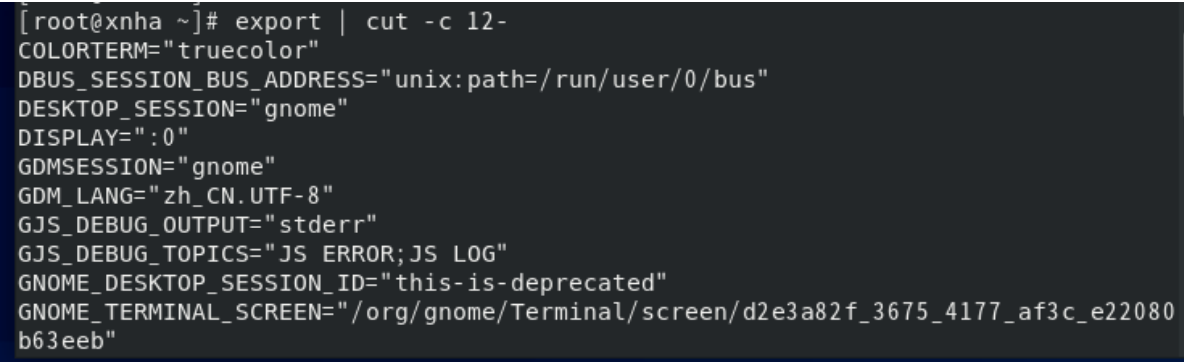 [root@xnha ~]# export | cut -c 12-
COLORTERM="truecolor"
DBUS_SESSION_BUS_ADDRESS="unix:path=/run/user/0/bus"
DESKTOP_SESSION="gnome"
DISPLAY=":0"
GDMSESSION="gnome"
GDM_LANG="zh_CN.UTF-8"
GJS_DEBUG_OUTPUT="stderr"
GJS_DEBUG_TOPICS="JS ERROR;JS LOG"
GNOME_DESKTOP_SESSION_ID="this-is-deprecated"
GNOME_TERMINAL_SCREEN="/org/gnome/Terminal/screen/d2e3a82f_3675_4177_af3c_e22080
b63eeb"